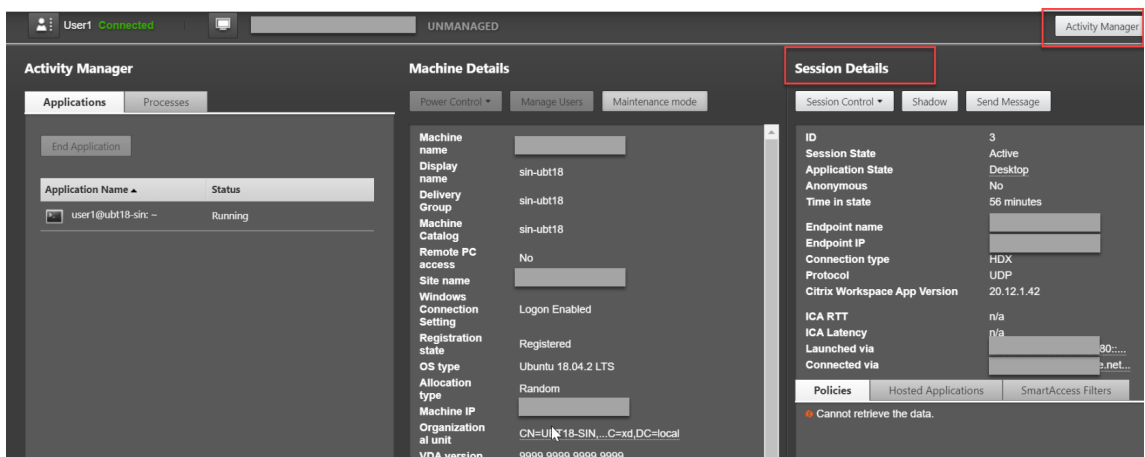 User1 Connected
UNMANAGED
Activity Manager
Activity Manager
Applications
Processes
End Application
Application Name
Status
user1@ubt18-sin: ~
Running
Machine Details
Power Control
Manage Users
Maintenance mode
Machine name
Display name sin-ubt18
Delivery Group sin-ubt18
Machine Catalog sin-ubt18
Remote PC access No
Site name
Windows Connection Setting Logon Enabled
Registration state Registered
OS type Ubuntu 18.04.2 LTS
Allocation type Random
Machine IP
Organizational unit CN=UBT18-SIN,...C=xd,DC=local
VDA version 9999.9999.9999.9999
Session Details
Session Control
Shadow
Send Message
ID 3
Session State Active
Application State Desktop
Anonymous No
Time in state 56 minutes
Endpoint name
Endpoint IP
Connection type HDX
Protocol UDP
Citrix Workspace App Version 20.12.1.42
ICA RTT n/a
ICA Latency n/a
Launched via 80::...
Connected via e.net...
Policies
Hosted Applications
SmartAccess Filters
Cannot retrieve the data.